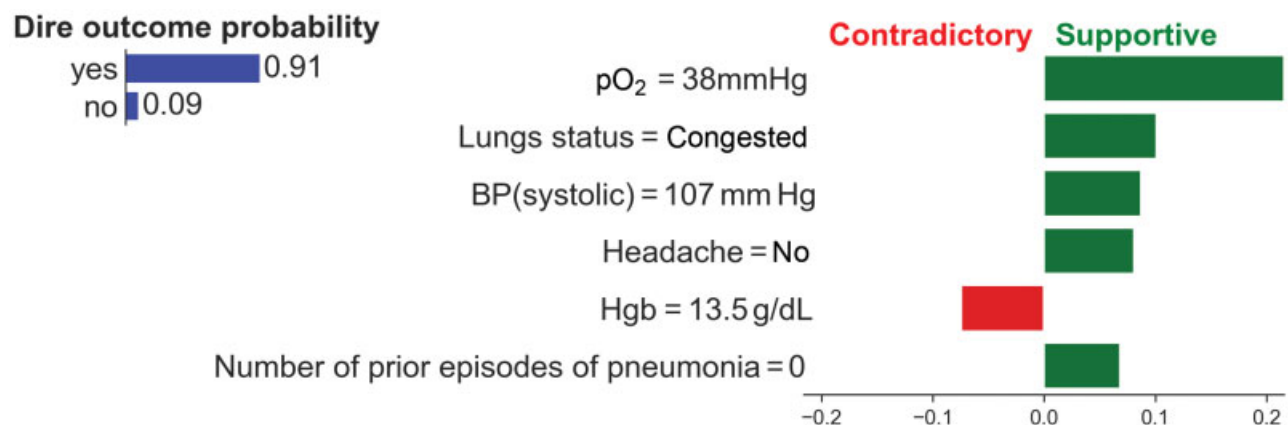 Dire outcome probability
yes 0.91
no 0.09
Contradictory Supportive
pO₂ = 38mmHg
Lungs status = Congested
BP(systolic) = 107 mm Hg
Headache = No
Hgb = 13.5 g/dL
Number of prior episodes of pneumonia = 0
−0.2 −0.1 0.0 0.1 0.2